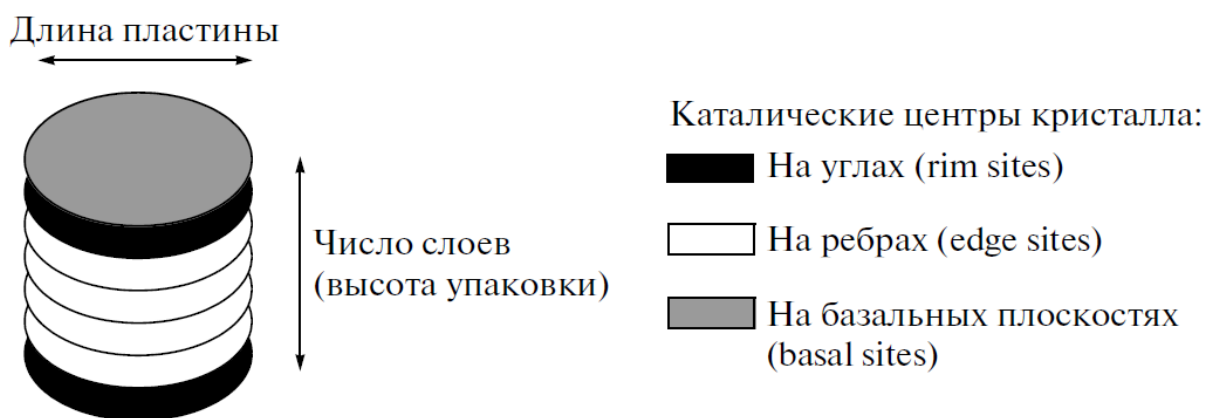 Длина пластины
Число слоев
(высота упаковки)
Каталические центры кристалла:
На углах (rim sites)
На ребрах (edge sites)
На базальных плоскостях
(basal sites)